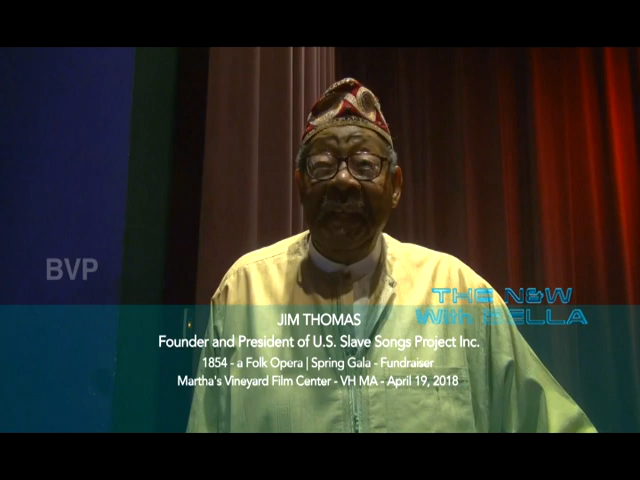 BVP
THE N&W
With BELLA
JIM THOMAS
Founder and President of U.S. Slave Songs Project Inc.
1854 - a Folk Opera | Spring Gala - Fundraiser
Martha's Vineyard Film Center - VH MA - April 19, 2018